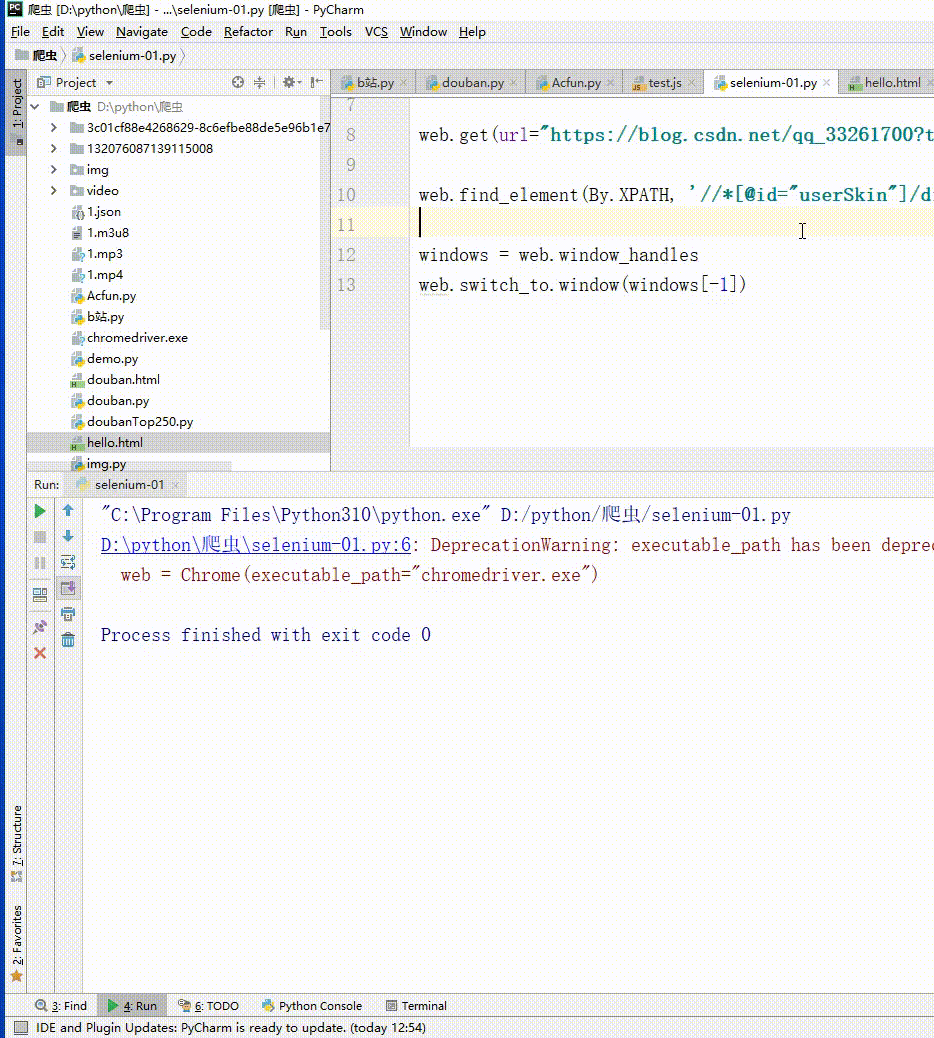 爬虫 [D:\python\爬虫] - ...\selenium-01.py [爬虫] - PyCharm
File Edit View Navigate Code Refactor Run Tools VCS Window Help
爬虫 selenium-01.py
1: Project
Project
b站.py douban.py Acfun.py test.js selenium-01.py hello.html
爬虫 D:\python\爬虫
3c01cf88e4268629-8c6efbe88de5e96b1e7
132076087139115008
img
video
1.json
1.m3u8
1.mp3
1.mp4
Acfun.py
b站.py
chromedriver.exe
demo.py
douban.html
douban.py
doubanTop250.py
hello.html
img.py
7
8 web.get(url="https://blog.csdn.net/qq_33261700?t
9
10 web.find_element(By.XPATH, '//*[@id="userSkin"]/di
11
12 windows = web.window_handles
13 web.switch_to.window(windows[-1])
Run: selenium-01
"C:\Program Files\Python310\python.exe" D:/python/爬虫/selenium-01.py
D:\python\爬虫\selenium-01.py:6: DeprecationWarning: executable_path has been deprec
web = Chrome(executable_path="chromedriver.exe")
Process finished with exit code 0
7: Structure
2: Favorites
3: Find 4: Run 6: TODO Python Console Terminal
IDE and Plugin Updates: PyCharm is ready to update. (today 12:54)